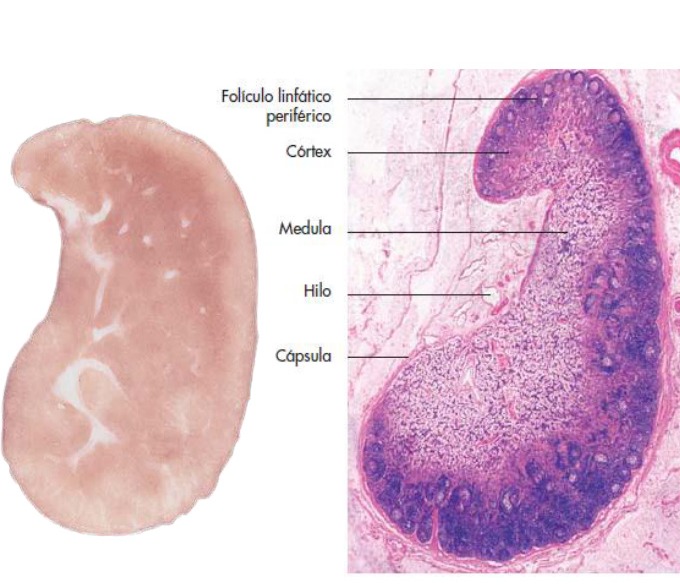 Folículo linfático
periférico
Córtex
Medula
Hilo
Cápsula